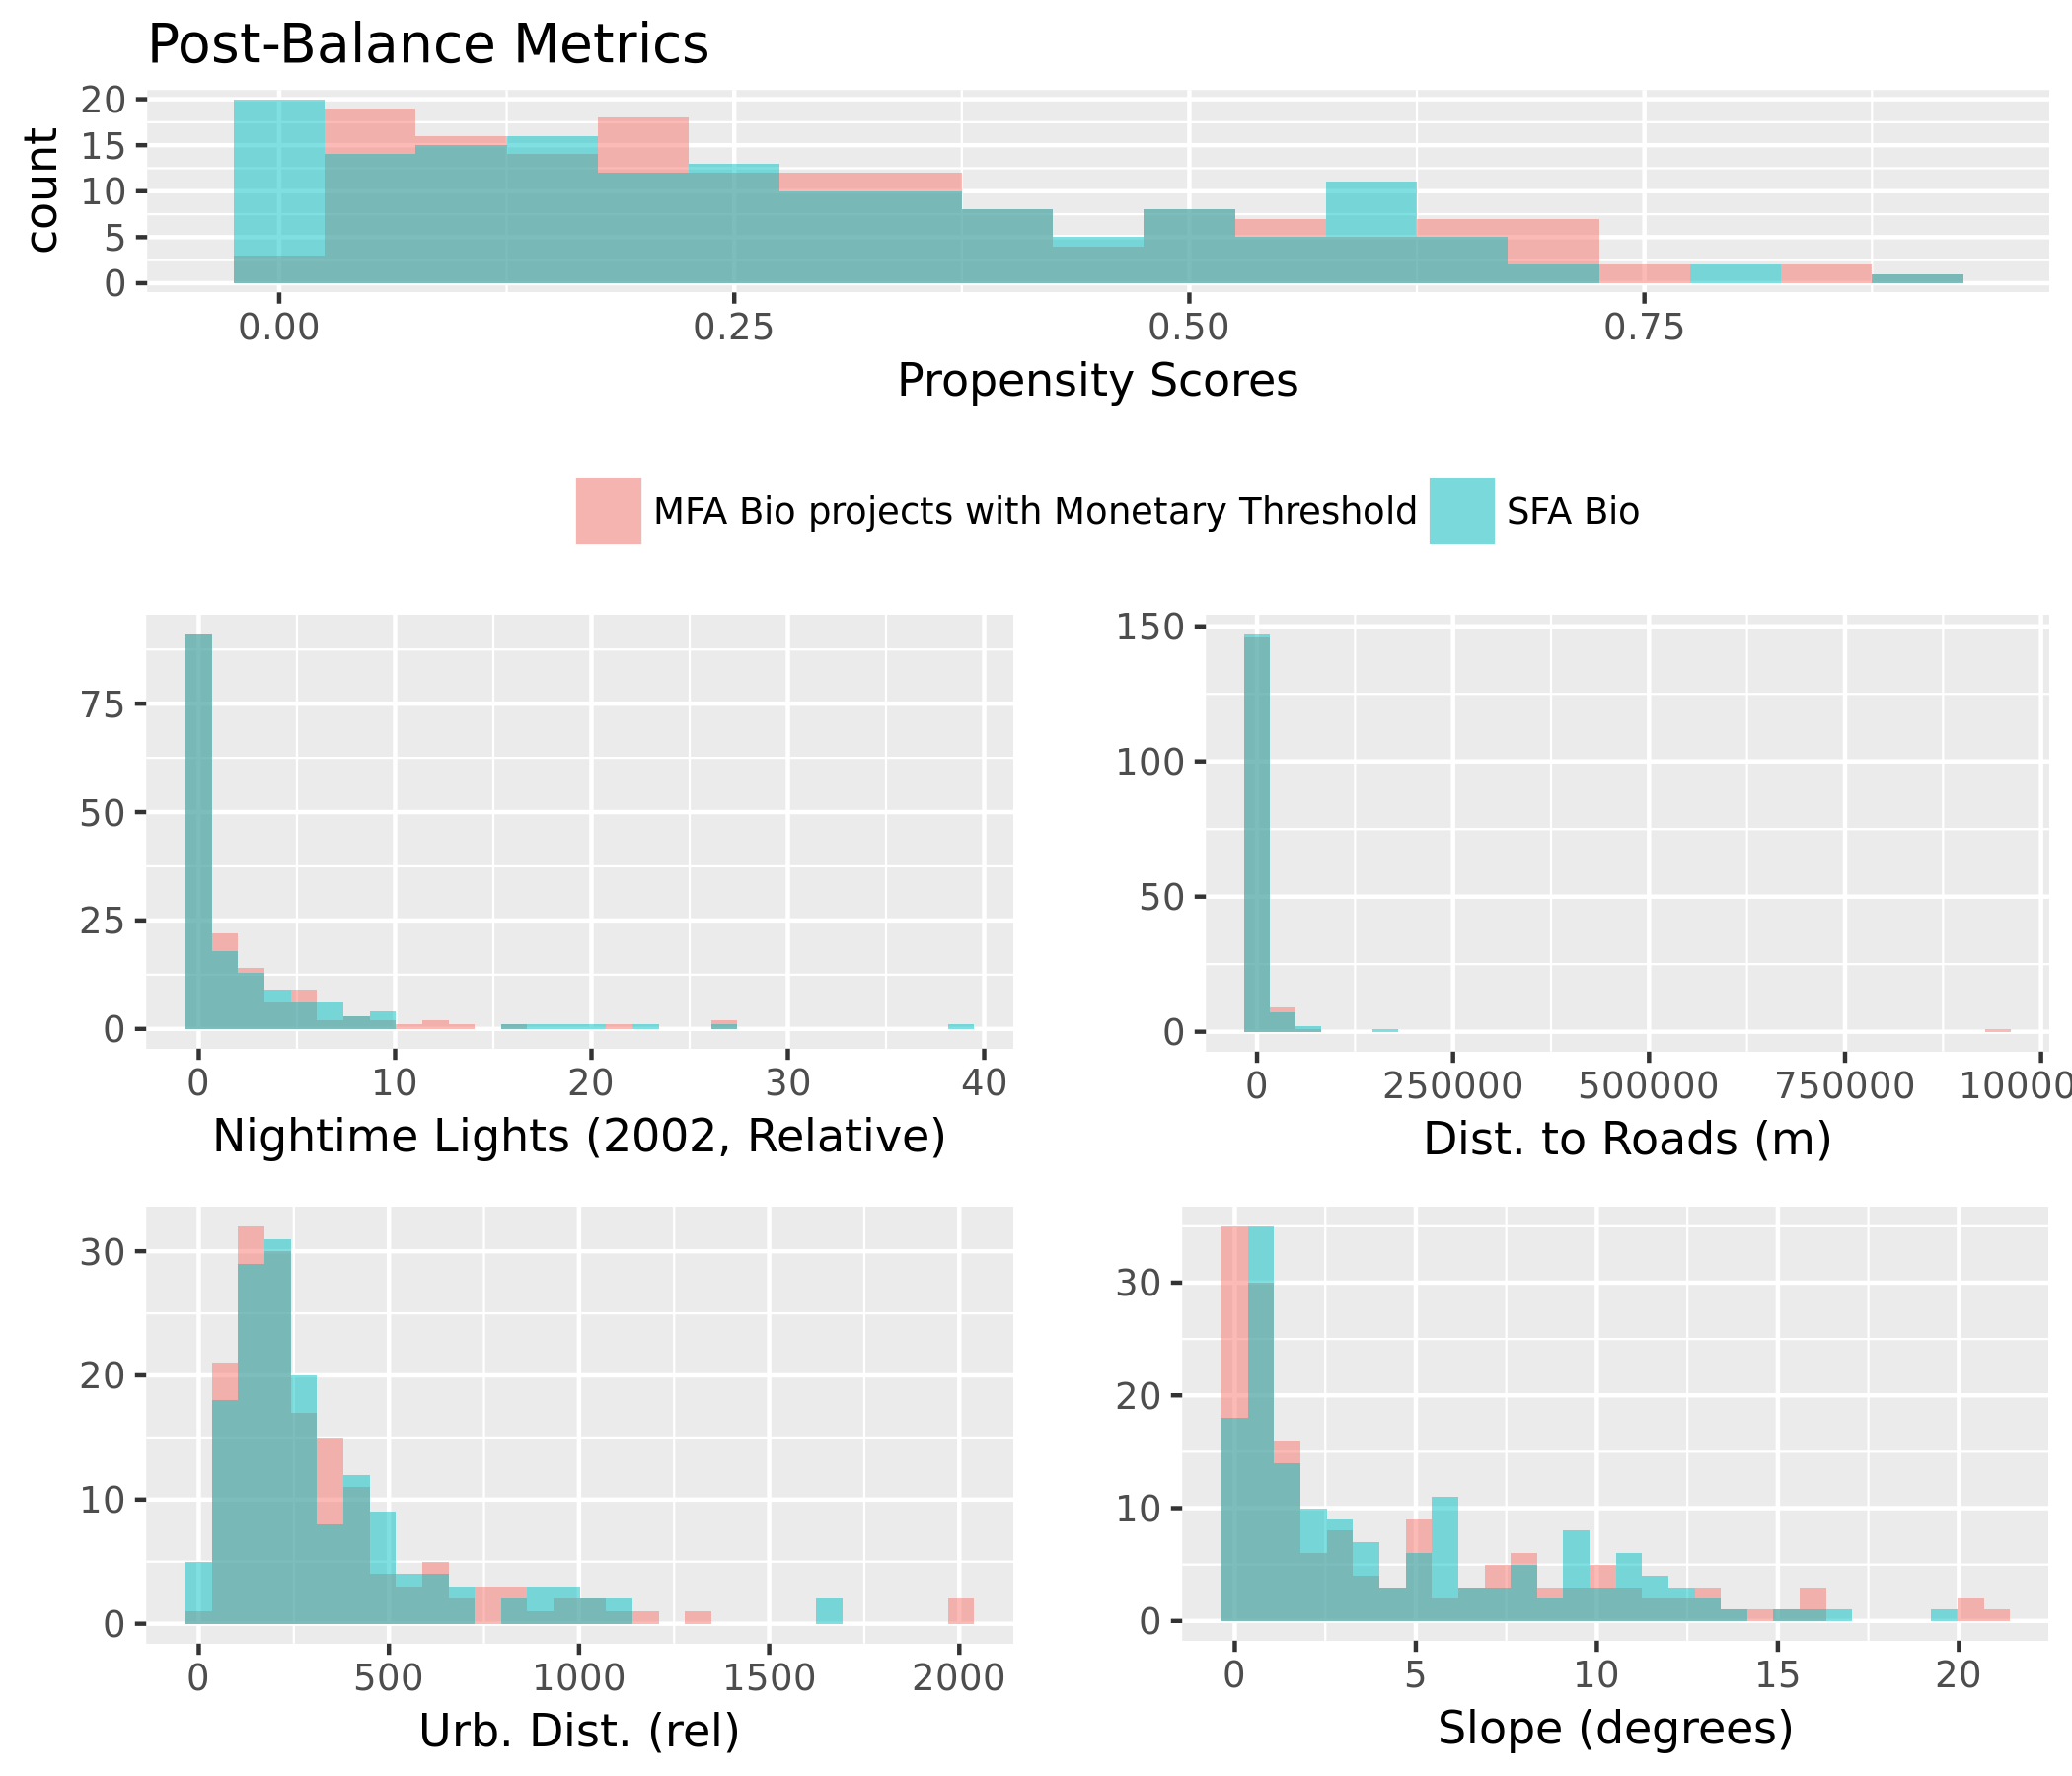 Post-Balance Metrics
20
15
10
5
0
count
0.00 0.25 0.50 0.75
Propensity Scores
MFA Bio projects with Monetary Threshold SFA Bio
75
50
25
0
0 10 20 30 40
Nightime Lights (2002, Relative)
150
100
50
0
0 250000 500000 750000 10000
Dist. to Roads (m)
30
20
10
0
0 500 1000 1500 2000
Urb. Dist. (rel)
30
20
10
0
0 5 10 15 20
Slope (degrees)